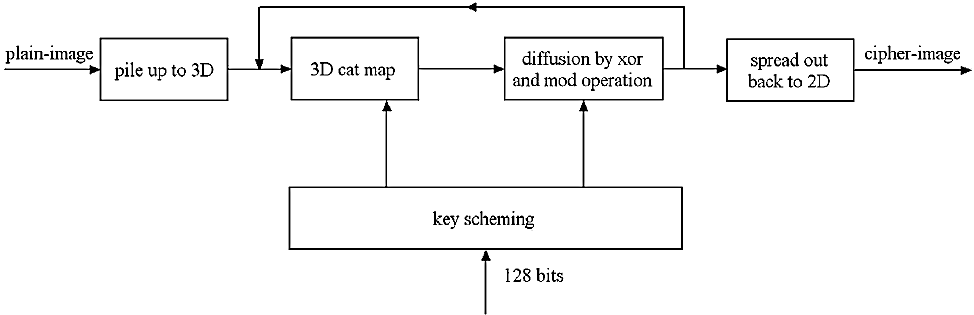 plain-image
pile up to 3D
3D cat map
diffusion by xor
and mod operation
spread out
back to 2D
cipher-image
key scheming
128 bits